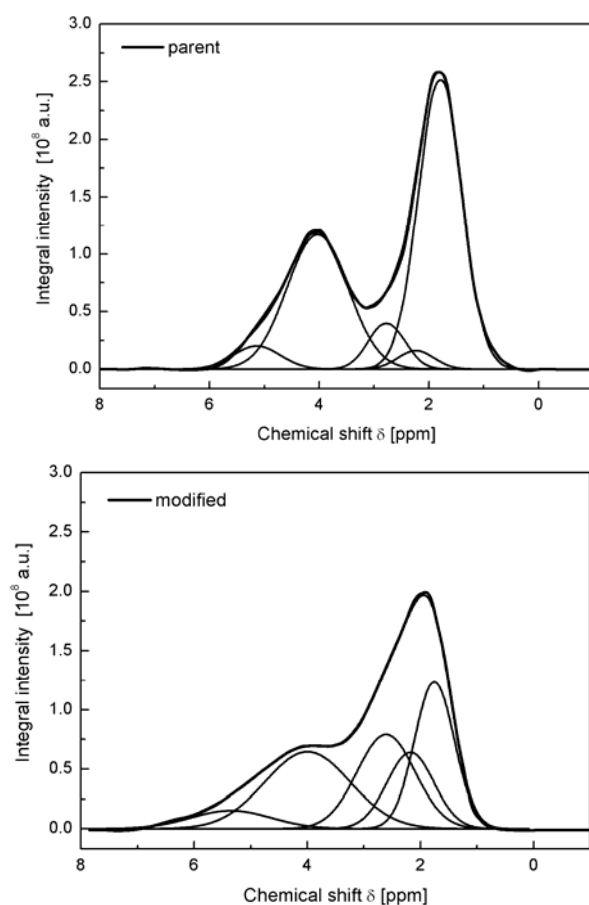 3.0
parent
2.5
2.0
1.5
1.0
0.5
0.0
Integral intensity [10⁸ a.u.]
8 6 4 2 0
Chemical shift δ [ppm]
3.0
modified
2.5
2.0
1.5
1.0
0.5
0.0
Integral intensity [10⁸ a.u.]
8 6 4 2 0
Chemical shift δ [ppm]